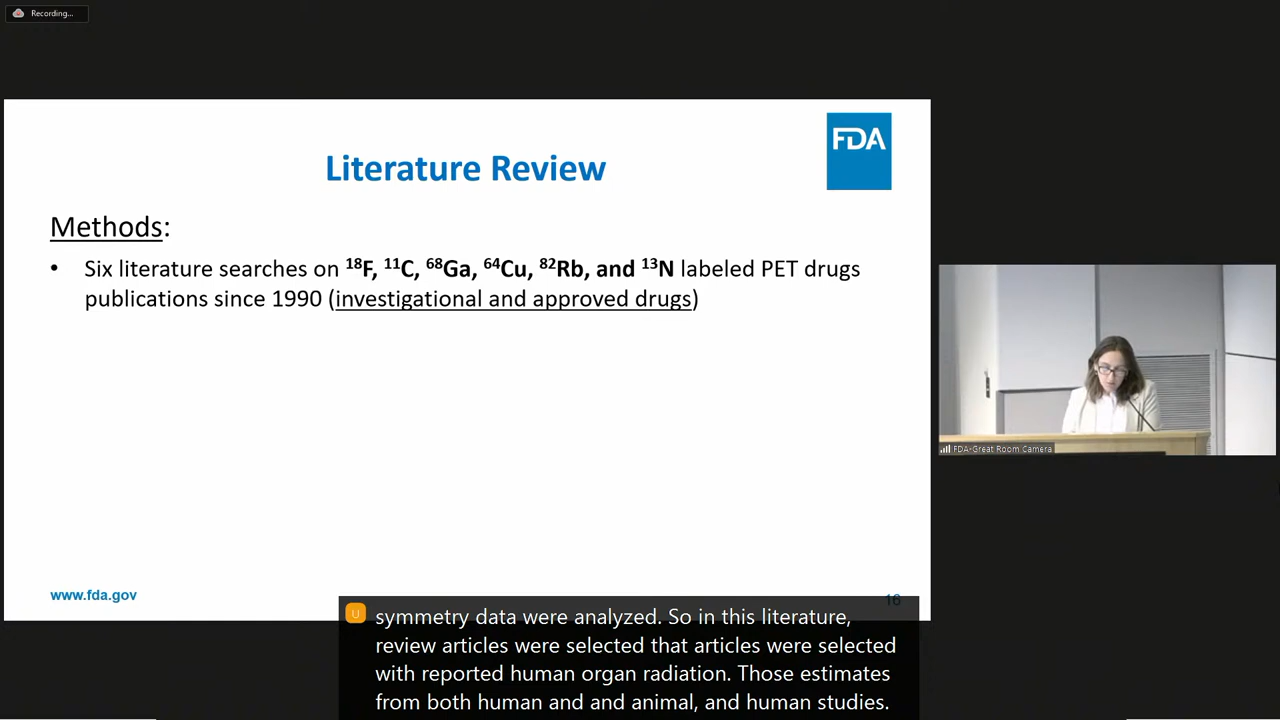 Recording...
FDA
Literature Review
Methods:
• Six literature searches on ¹⁸F, ¹¹C, ⁶⁸Ga, ⁶⁴Cu, ⁸²Rb, and ¹³N labeled PET drugs
publications since 1990 (investigational and approved drugs)
FDA-Great Room Camera
www.fda.gov
16
U
symmetry data were analyzed. So in this literature,
review articles were selected that articles were selected
with reported human organ radiation. Those estimates
from both human and and animal, and human studies.